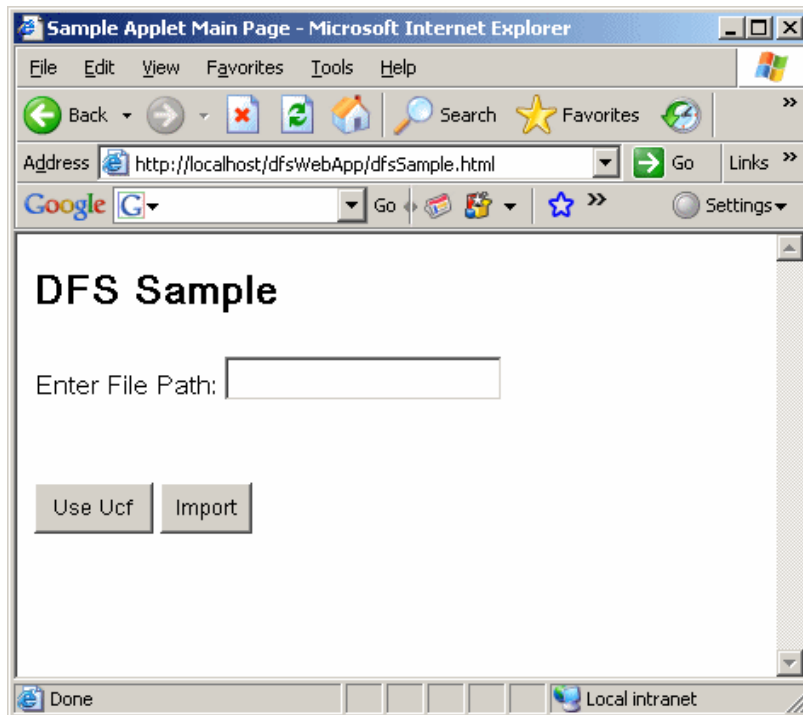 Sample Applet Main Page - Microsoft Internet Explorer
File Edit View Favorites Tools Help
Back Search Favorites »
Address http://localhost/dfsWebApp/dfsSample.html Go Links »
Google G Go » Settings
DFS Sample
Enter File Path:
Use Ucf Import
Done Local intranet